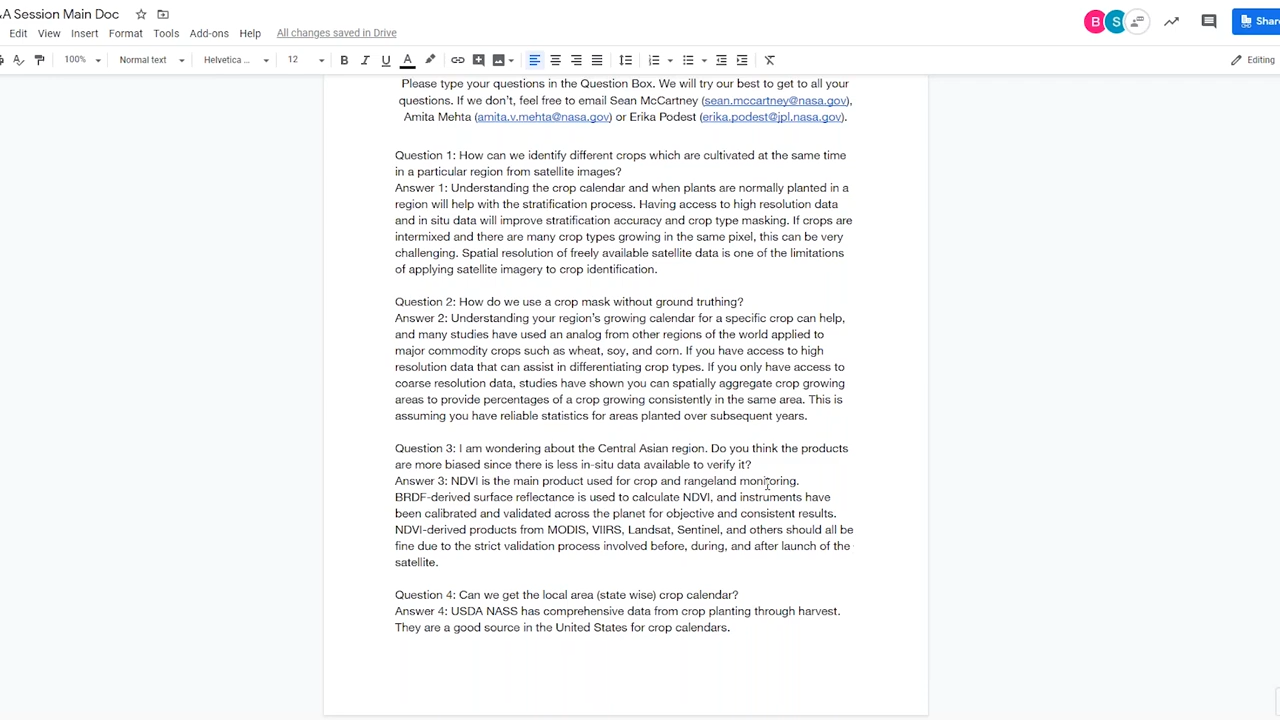 &A Session Main Doc
B S
Share
Edit View Insert Format Tools Add-ons Help All changes saved in Drive
100% Normal text Helvetica ... 12 B I U A Editing
Please type your questions in the Question Box. We will try our best to get to all your
questions. If we don't, feel free to email Sean McCartney (sean.mccartney@nasa.gov),
Amita Mehta (amita.v.mehta@nasa.gov) or Erika Podest (erika.podest@jpl.nasa.gov).
Question 1: How can we identify different crops which are cultivated at the same time
in a particular region from satellite images?
Answer 1: Understanding the crop calendar and when plants are normally planted in a
region will help with the stratification process. Having access to high resolution data
and in situ data will improve stratification accuracy and crop type masking. If crops are
intermixed and there are many crop types growing in the same pixel, this can be very
challenging. Spatial resolution of freely available satellite data is one of the limitations
of applying satellite imagery to crop identification.
Question 2: How do we use a crop mask without ground truthing?
Answer 2: Understanding your region's growing calendar for a specific crop can help,
and many studies have used an analog from other regions of the world applied to
major commodity crops such as wheat, soy, and corn. If you have access to high
resolution data that can assist in differentiating crop types. If you only have access to
coarse resolution data, studies have shown you can spatially aggregate crop growing
areas to provide percentages of a crop growing consistently in the same area. This is
assuming you have reliable statistics for areas planted over subsequent years.
Question 3: I am wondering about the Central Asian region. Do you think the products
are more biased since there is less in-situ data available to verify it?
Answer 3: NDVI is the main product used for crop and rangeland monitoring.
BRDF-derived surface reflectance is used to calculate NDVI, and instruments have
been calibrated and validated across the planet for objective and consistent results.
NDVI-derived products from MODIS, VIIRS, Landsat, Sentinel, and others should all be
fine due to the strict validation process involved before, during, and after launch of the
satellite.
Question 4: Can we get the local area (state wise) crop calendar?
Answer 4: USDA NASS has comprehensive data from crop planting through harvest.
They are a good source in the United States for crop calendars.